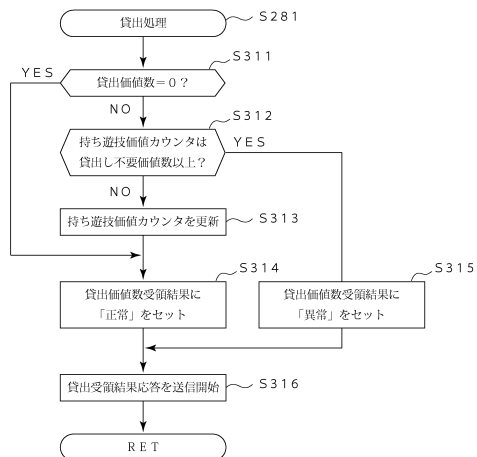 貸出処理
S281
S311
YES
貸出価値数＝０？
NO
S312
持ち遊技価値カウンタは
貸出し不要価値数以上？
YES
NO
持ち遊技価値カウンタを更新
S313
S314
貸出価値数受領結果に
「正常」をセット
S315
貸出価値数受領結果に
「異常」をセット
貸出受領結果応答を送信開始
S316
RET